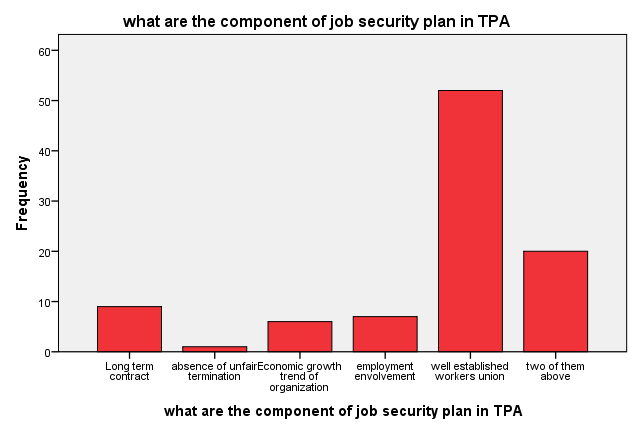 what are the component of job security plan in TPA
Frequency
60
50
40
30
20
10
0
Long term
contract
absence of unfair
termination
Economic growth
trend of
organization
employment
envolvement
well established
workers union
two of them
above
what are the component of job security plan in TPA